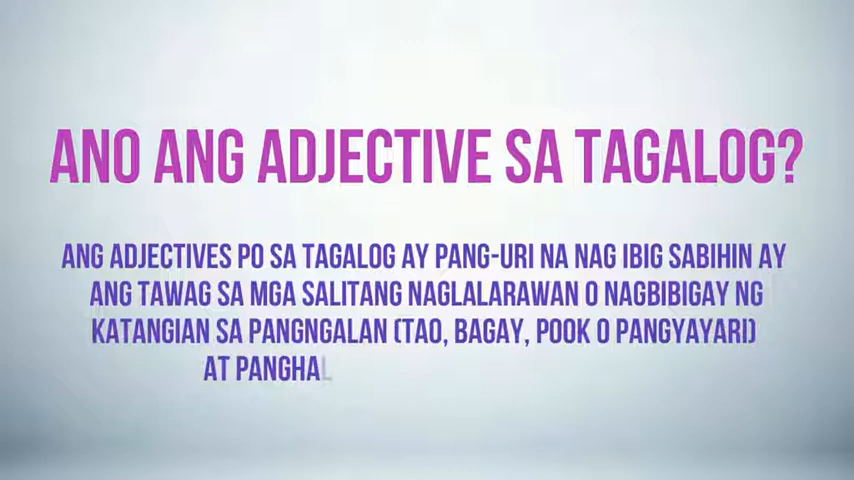 ANO ANG ADJECTIVE SA TAGALOG?
ANG ADJECTIVES PO SA TAGALOG AY PANG-URI NA NAG IBIG SABIHIN AY
ANG TAWAG SA MGA SALITANG NAGLALARAWAN O NAGBIBIGAY NG
KATANGIAN SA PANGNGALAN (TAO, BAGAY, POOK O PANGYAYARI)
AT PANGHAL